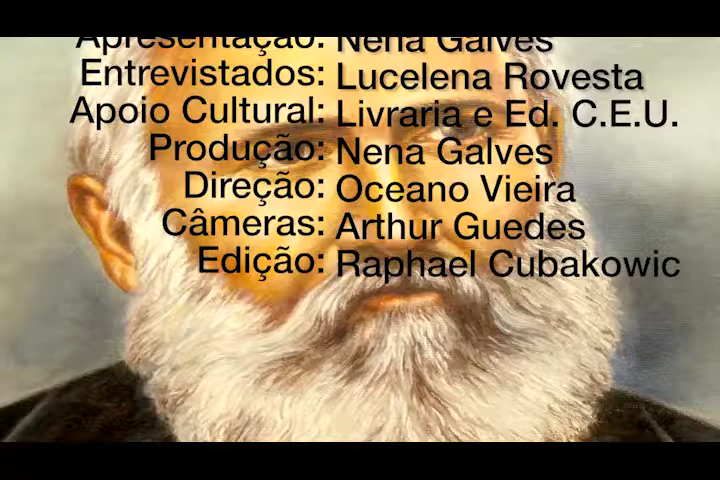 Apresentação: Nena Galves
Entrevistados: Lucelena Rovesta
Apoio Cultural: Livraria e Ed. C.E.U.
Produção: Nena Galves
Direção: Oceano Vieira
Câmeras: Arthur Guedes
Edição: Raphael Cubakowic